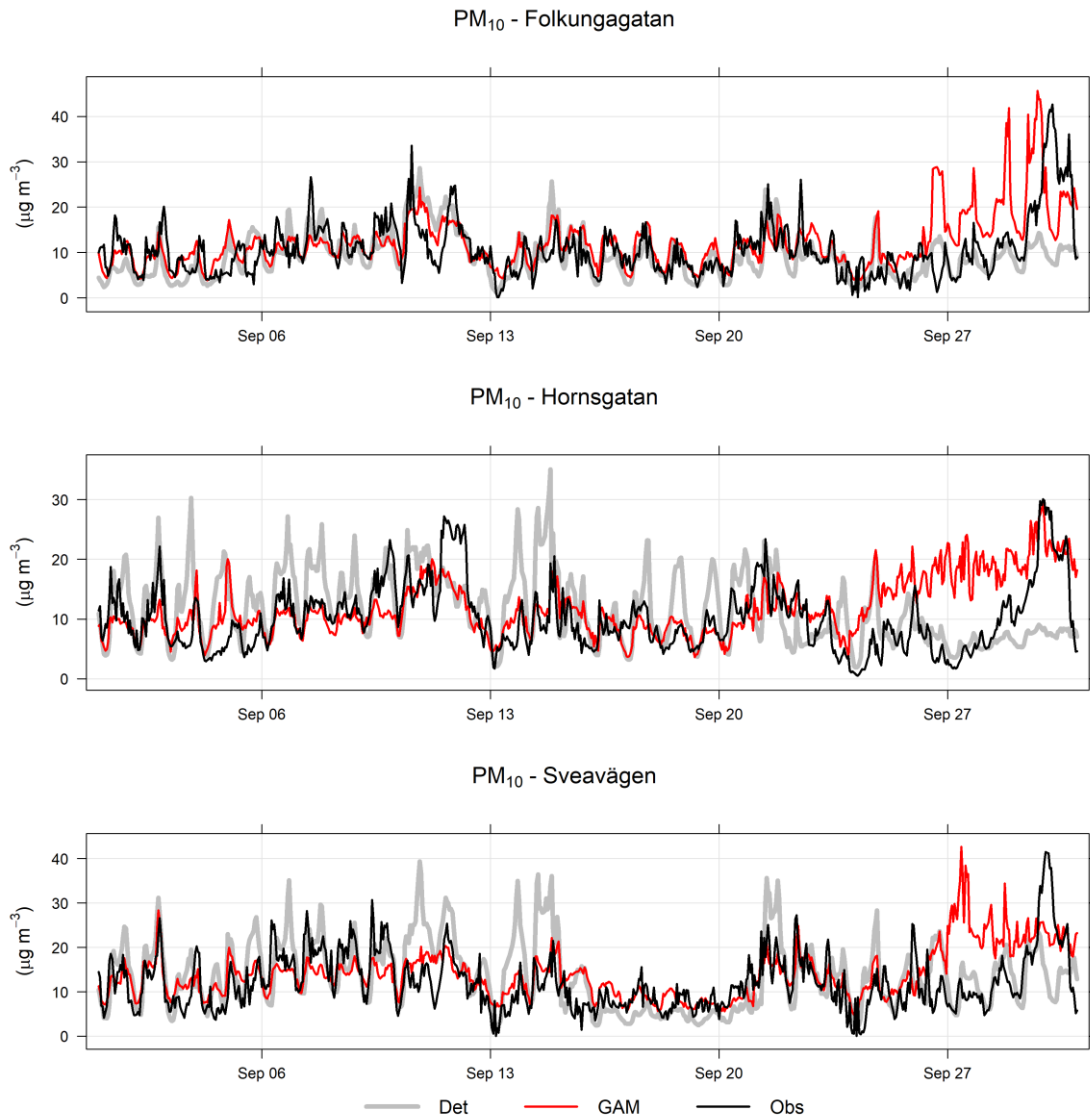 PM₁₀ - Folkungagatan
(µg m⁻³)
40
30
20
10
0
Sep 06 Sep 13 Sep 20 Sep 27
PM₁₀ - Hornsgatan
(µg m⁻³)
30
20
10
0
Sep 06 Sep 13 Sep 20 Sep 27
PM₁₀ - Sveavägen
(µg m⁻³)
40
30
20
10
0
Sep 06 Sep 13 Sep 20 Sep 27
Det GAM Obs